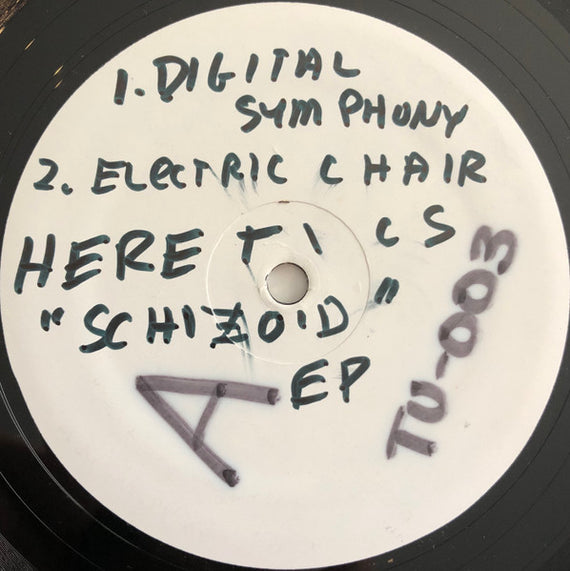 1. DIGITAL
SYMPHONY
2. ELECTRIC CHAIR
HERETICS
"SCHIZOID"
EP
A
TU-003